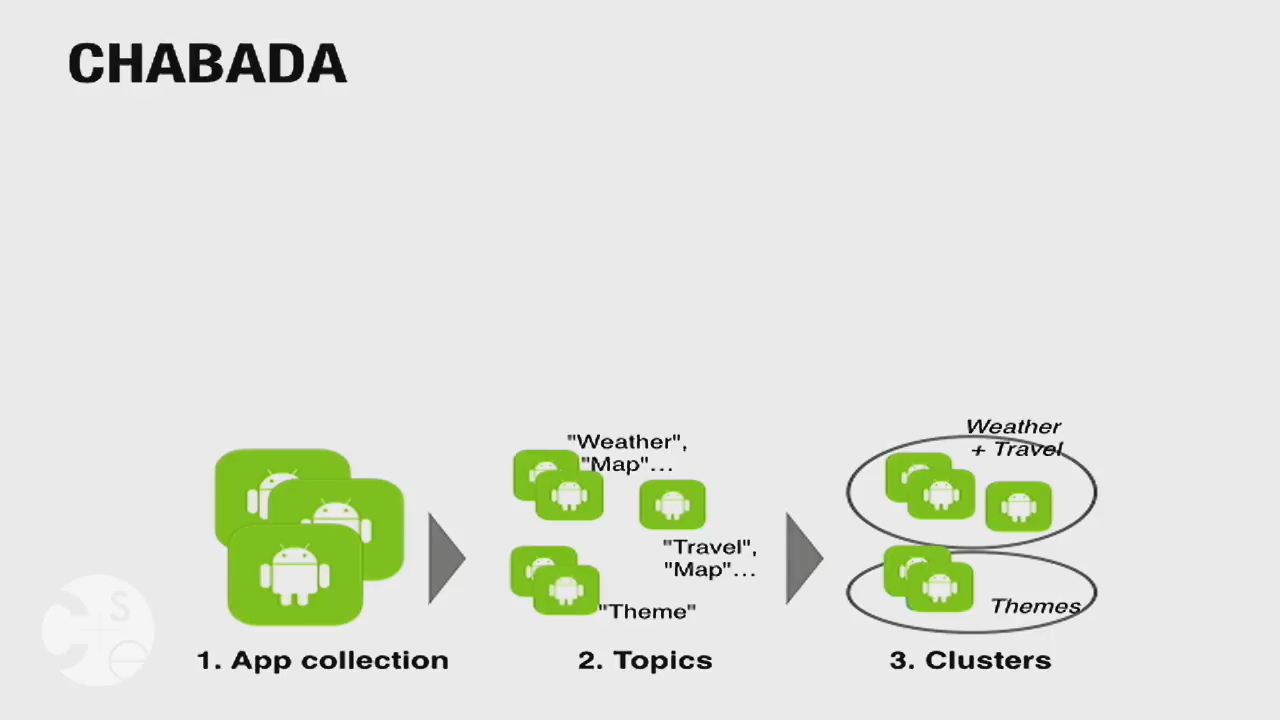 CHABADA
"Weather",
"Map"...
"Travel",
"Map"...
"Theme"
Weather
+ Travel
Themes
1. App collection
2. Topics
3. Clusters
C
S
e